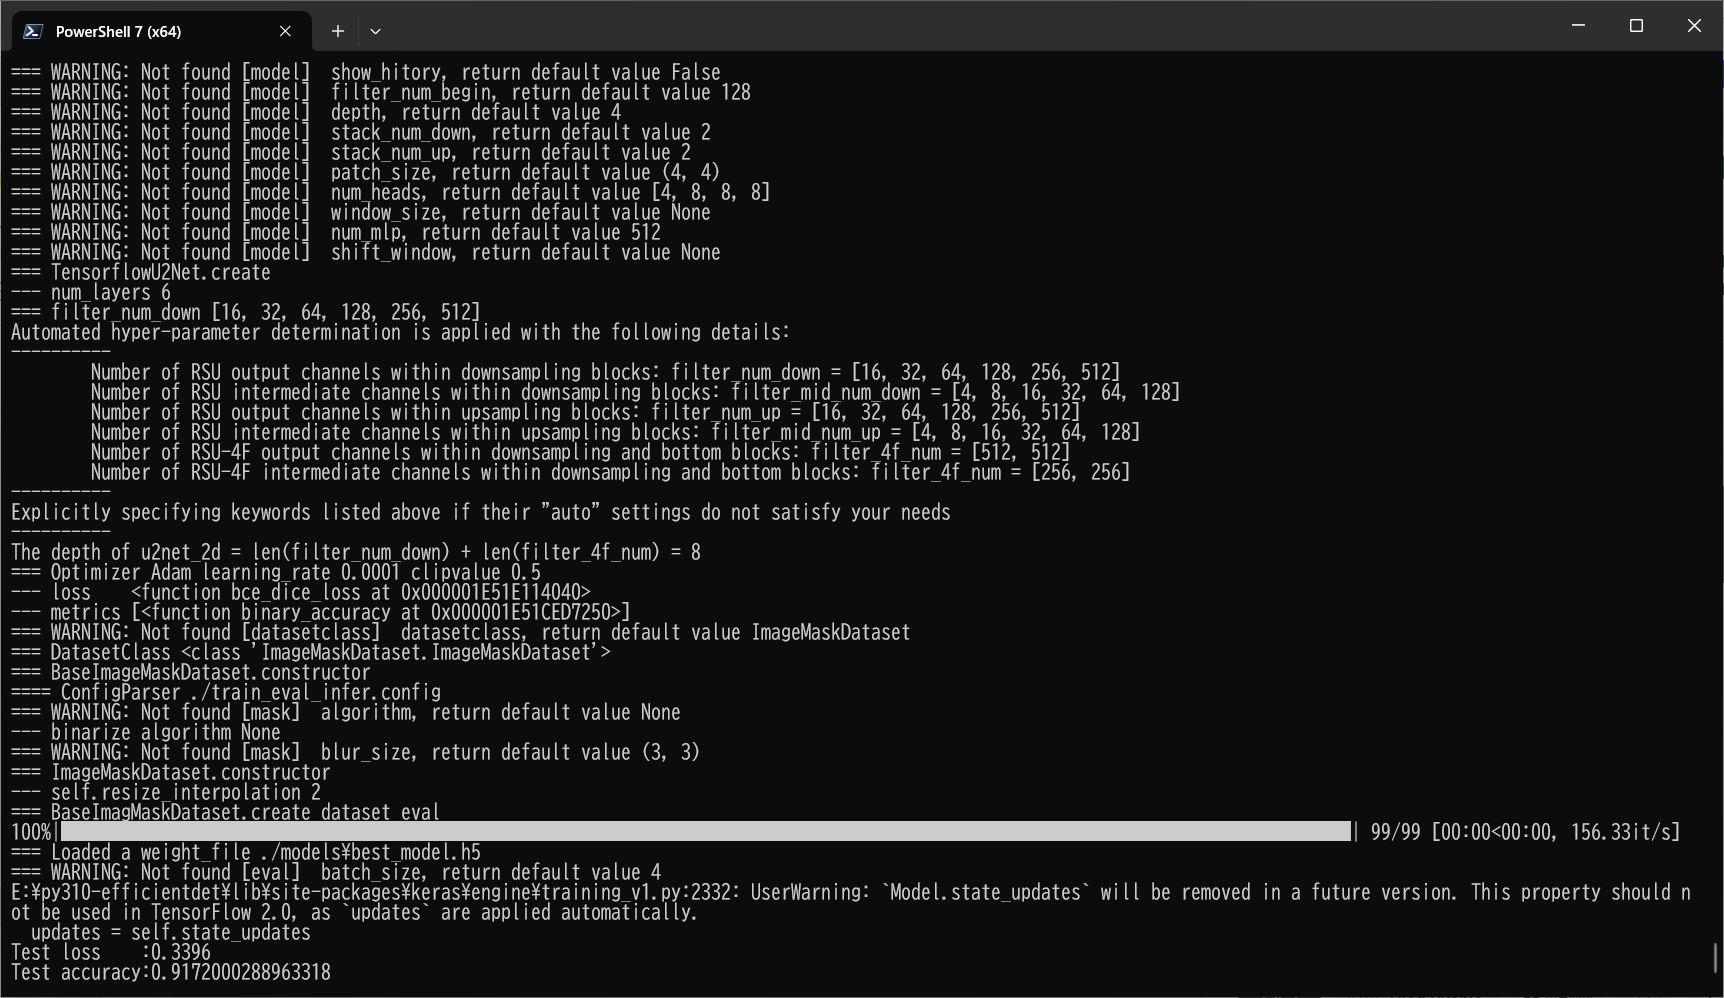 PowerShell 7 (x64)
=== WARNING: Not found [model]  show_hitory, return default value False
=== WARNING: Not found [model]  filter_num_begin, return default value 128
=== WARNING: Not found [model]  depth, return default value 4
=== WARNING: Not found [model]  stack_num_down, return default value 2
=== WARNING: Not found [model]  stack_num_up, return default value 2
=== WARNING: Not found [model]  patch_size, return default value (4, 4)
=== WARNING: Not found [model]  num_heads, return default value [4, 8, 8, 8]
=== WARNING: Not found [model]  window_size, return default value None
=== WARNING: Not found [model]  num_mlp, return default value 512
=== WARNING: Not found [model]  shift_window, return default value None
=== TensorflowU2Net.create
--- num_layers 6
=== filter_num_down [16, 32, 64, 128, 256, 512]
Automated hyper-parameter determination is applied with the following details:
----------
        Number of RSU output channels within downsampling blocks: filter_num_down = [16, 32, 64, 128, 256, 512]
        Number of RSU intermediate channels within downsampling blocks: filter_mid_num_down = [4, 8, 16, 32, 64, 128]
        Number of RSU output channels within upsampling blocks: filter_num_up = [16, 32, 64, 128, 256, 512]
        Number of RSU intermediate channels within upsampling blocks: filter_mid_num_up = [4, 8, 16, 32, 64, 128]
        Number of RSU-4F output channels within downsampling and bottom blocks: filter_4f_num = [512, 512]
        Number of RSU-4F intermediate channels within downsampling and bottom blocks: filter_4f_num = [256, 256]
----------
Explicitly specifying keywords listed above if their "auto" settings do not satisfy your needs
----------
The depth of u2net_2d = len(filter_num_down) + len(filter_4f_num) = 8
=== Optimizer Adam learning_rate 0.0001 clipvalue 0.5
--- loss    <function bce_dice_loss at 0x000001E51E114040>
--- metrics [<function binary_accuracy at 0x000001E51CED7250>]
=== WARNING: Not found [datasetclass]  datasetclass, return default value ImageMaskDataset
=== DatasetClass <class 'ImageMaskDataset.ImageMaskDataset'>
=== BaseImageMaskDataset.constructor
==== ConfigParser ./train_eval_infer.config
=== WARNING: Not found [mask]  algorithm, return default value None
--- binarize algorithm None
=== WARNING: Not found [mask]  blur_size, return default value (3, 3)
=== ImageMaskDataset.constructor
--- self.resize_interpolation 2
=== BaseImagMaskDataset.create dataset eval
100%| | 99/99 [00:00<00:00, 156.33it/s]
=== Loaded a weight_file ./models¥best_model.h5
=== WARNING: Not found [eval]  batch_size, return default value 4
E:¥py310-efficientdet¥lib¥site-packages¥keras¥engine¥training_v1.py:2332: UserWarning: `Model.state_updates` will be removed in a future version. This property should n
ot be used in TensorFlow 2.0, as `updates` are applied automatically.
  updates = self.state_updates
Test loss    :0.3396
Test accuracy:0.9172000288963318